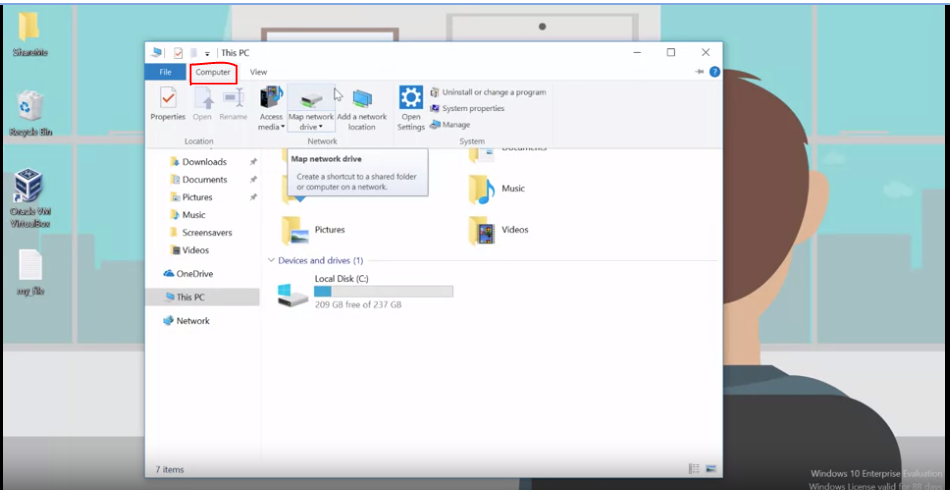 ShareMe
Recycle Bin
Oracle VM
VirtualBox
my_file
This PC
File
Computer
View
Properties
Open
Rename
Location
Access
media
Map network
drive
Add a network
location
Network
Open
Settings
Uninstall or change a program
System properties
Manage
System
Map network drive
Create a shortcut to a shared folder
or computer on a network.
Downloads
Documents
Pictures
Music
Screensavers
Videos
OneDrive
This PC
Network
Documents
Music
Pictures
Videos
Devices and drives (1)
Local Disk (C:)
209 GB free of 237 GB
7 items
Windows 10 Enterprise Evaluation
Windows License valid for 88 days